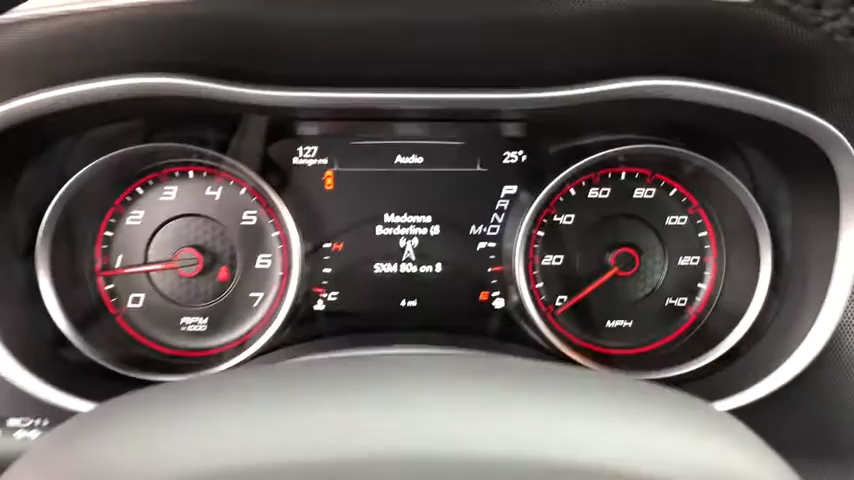 127
Range mi
Audio
25°F
P
R
N
M◄D
Madonna
Borderline (8
SXM 80s on 8
4 mi
H
C
F
E
0
1
2
3
4
5
6
7
RPM
x1000
0
20
40
60
80
100
120
140
MPH